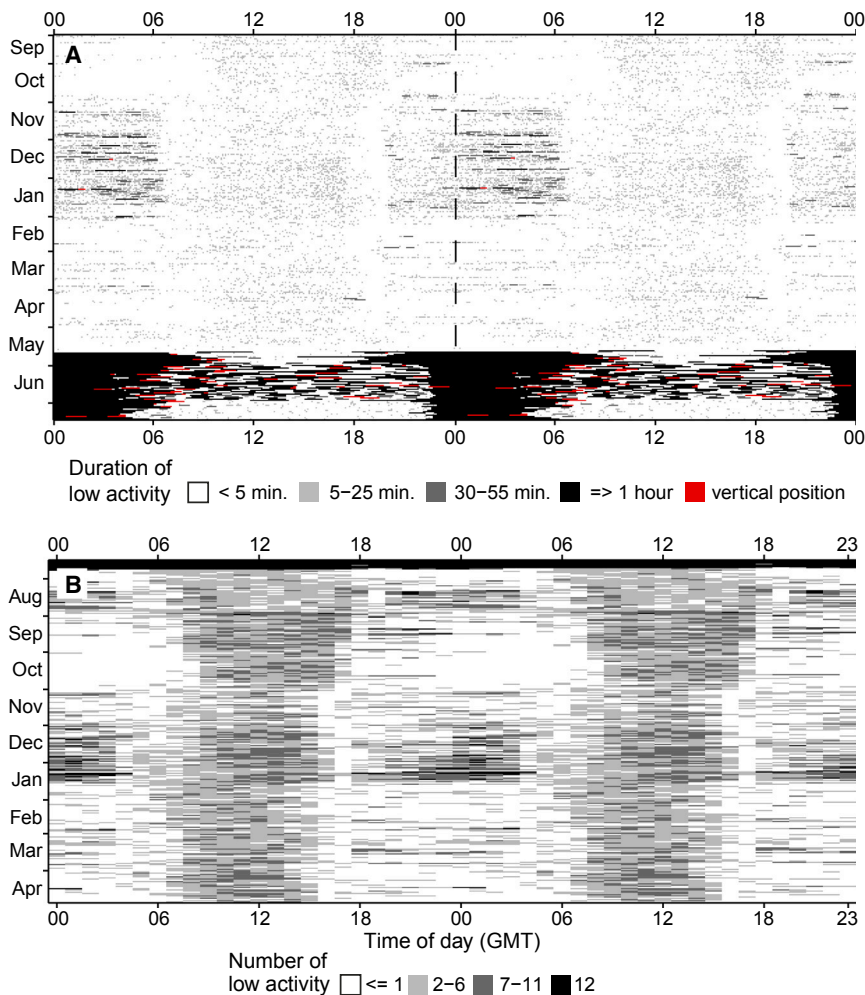 00 06 12 18 00 06 12 18 00
A
Sep
Oct
Nov
Dec
Jan
Feb
Mar
Apr
May
Jun
00 06 12 18 00 06 12 18 00
Duration of
low activity < 5 min. 5−25 min. 30−55 min. => 1 hour vertical position
00 06 12 18 00 06 12 18 23
B
Aug
Sep
Oct
Nov
Dec
Jan
Feb
Mar
Apr
00 06 12 18 00 06 12 18 23
Time of day (GMT)
Number of
low activity <= 1 2−6 7−11 12